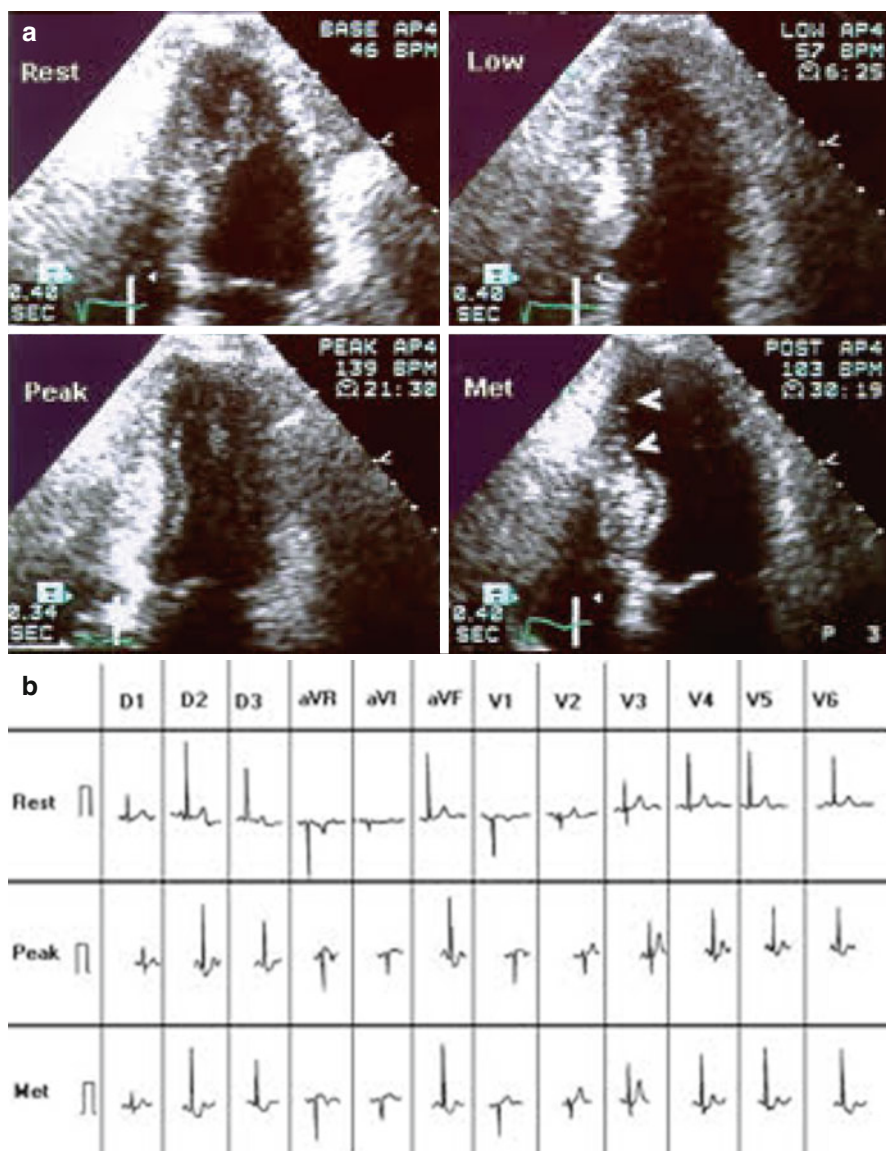 a
Rest
BASE AP4
46 BPM
0.40
SEC
Low
LOW AP4
57 BPM
6:25
0.40
SEC
Peak
PEAK AP4
139 BPM
21:30
0.34
SEC
Met
POST AP4
103 BPM
30:19
0.40
SEC
P 3
b
D1 D2 D3 aVR aVl aVF V1 V2 V3 V4 V5 V6
Rest
Peak
Met